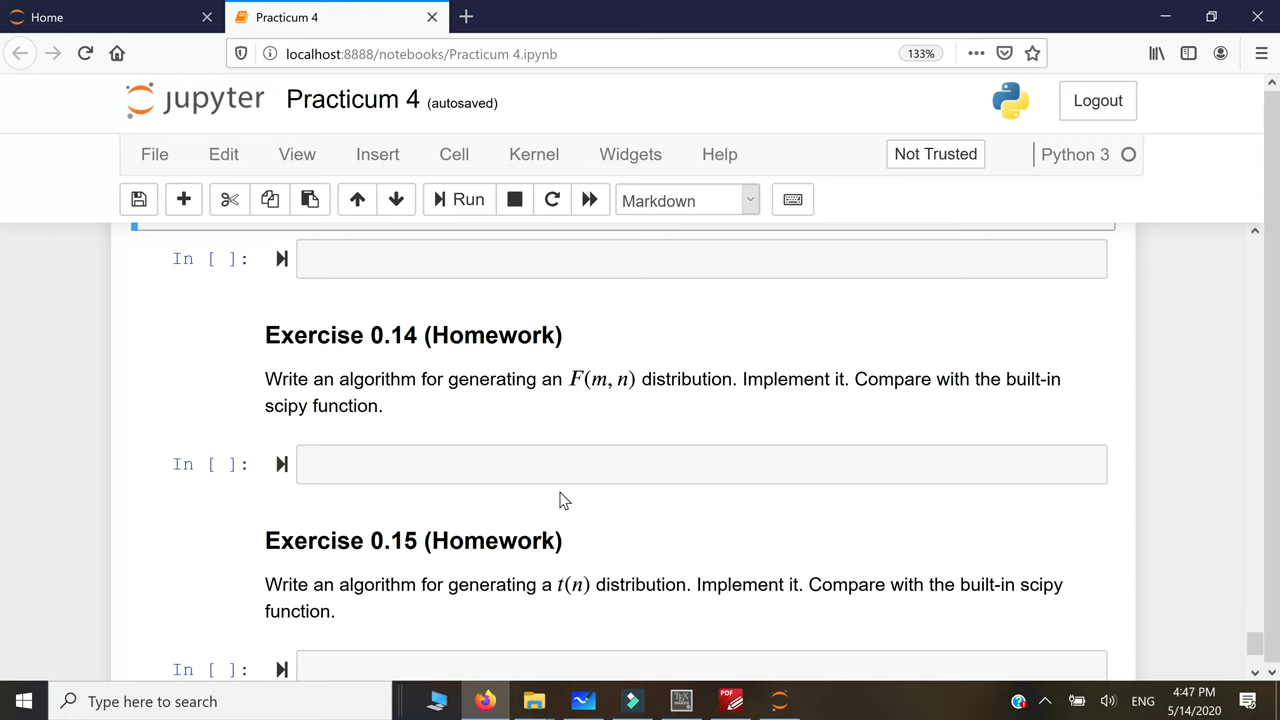 Home
Practicum 4
localhost:8888/notebooks/Practicum 4.ipynb
133%
jupyter
Practicum 4 (autosaved)
Logout
File Edit View Insert Cell Kernel Widgets Help
Not Trusted
Python 3
Run
Markdown
In [ ]:
Exercise 0.14 (Homework)
Write an algorithm for generating an F(m, n) distribution. Implement it. Compare with the built-in
scipy function.
In [ ]:
Exercise 0.15 (Homework)
Write an algorithm for generating a t(n) distribution. Implement it. Compare with the built-in scipy
function.
In [ ]:
Type here to search
TEX
MAKER
PDF
ENG
4:47 PM
5/14/2020